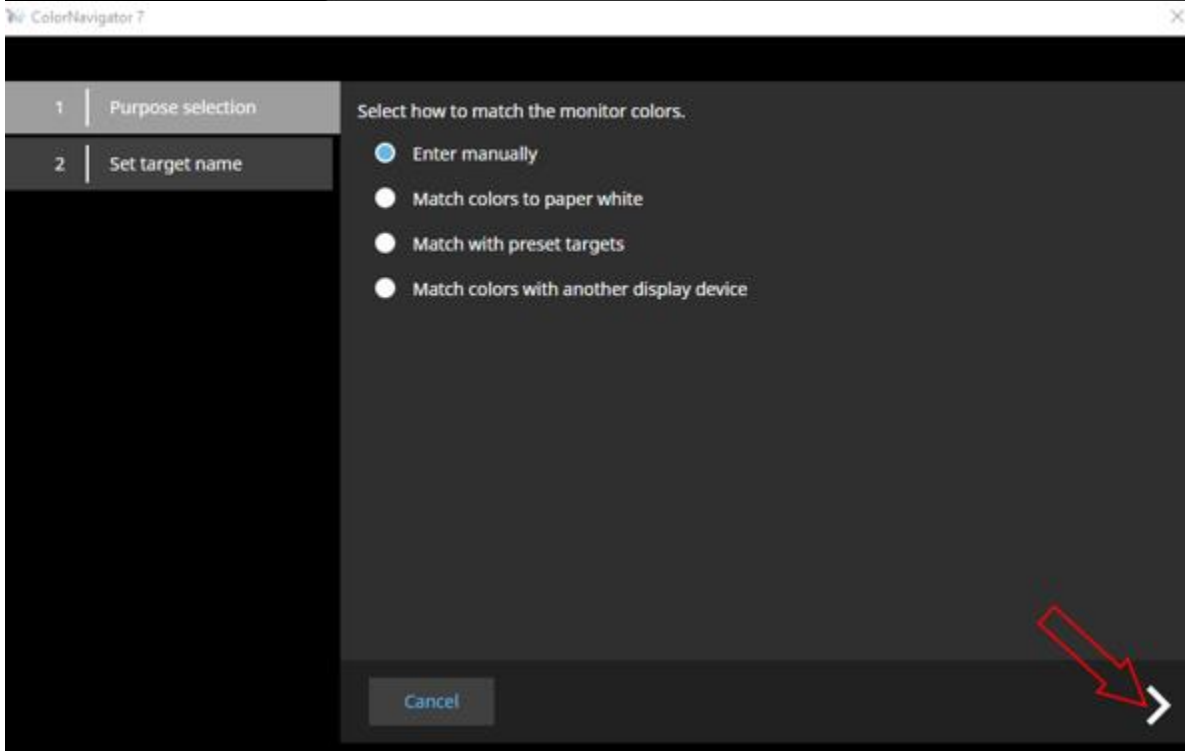 ColorNavigator 7
1 Purpose selection
2 Set target name
Select how to match the monitor colors.
Enter manually
Match colors to paper white
Match with preset targets
Match colors with another display device
Cancel